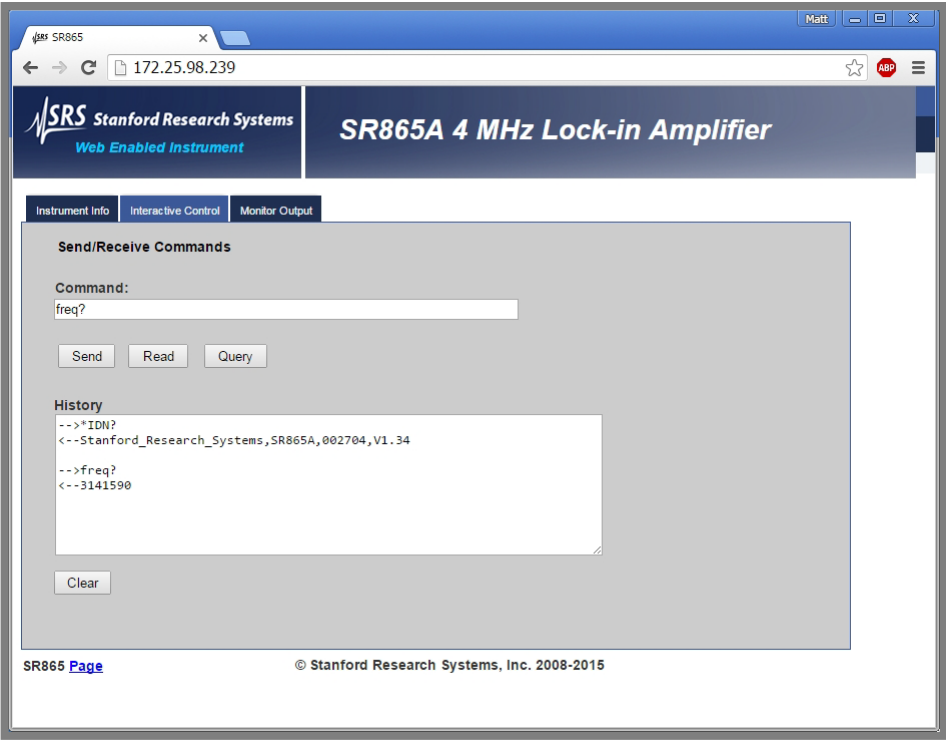 Matt
SRS SR865
172.25.98.239
ABP
SRS Stanford Research Systems
Web Enabled Instrument
SR865A 4 MHz Lock-in Amplifier
Instrument Info Interactive Control Monitor Output
Send/Receive Commands
Command:
freq?
Send Read Query
History
-->*IDN?
<--Stanford_Research_Systems,SR865A,002704,V1.34
-->freq?
<--3141590
Clear
SR865 Page © Stanford Research Systems, Inc. 2008-2015